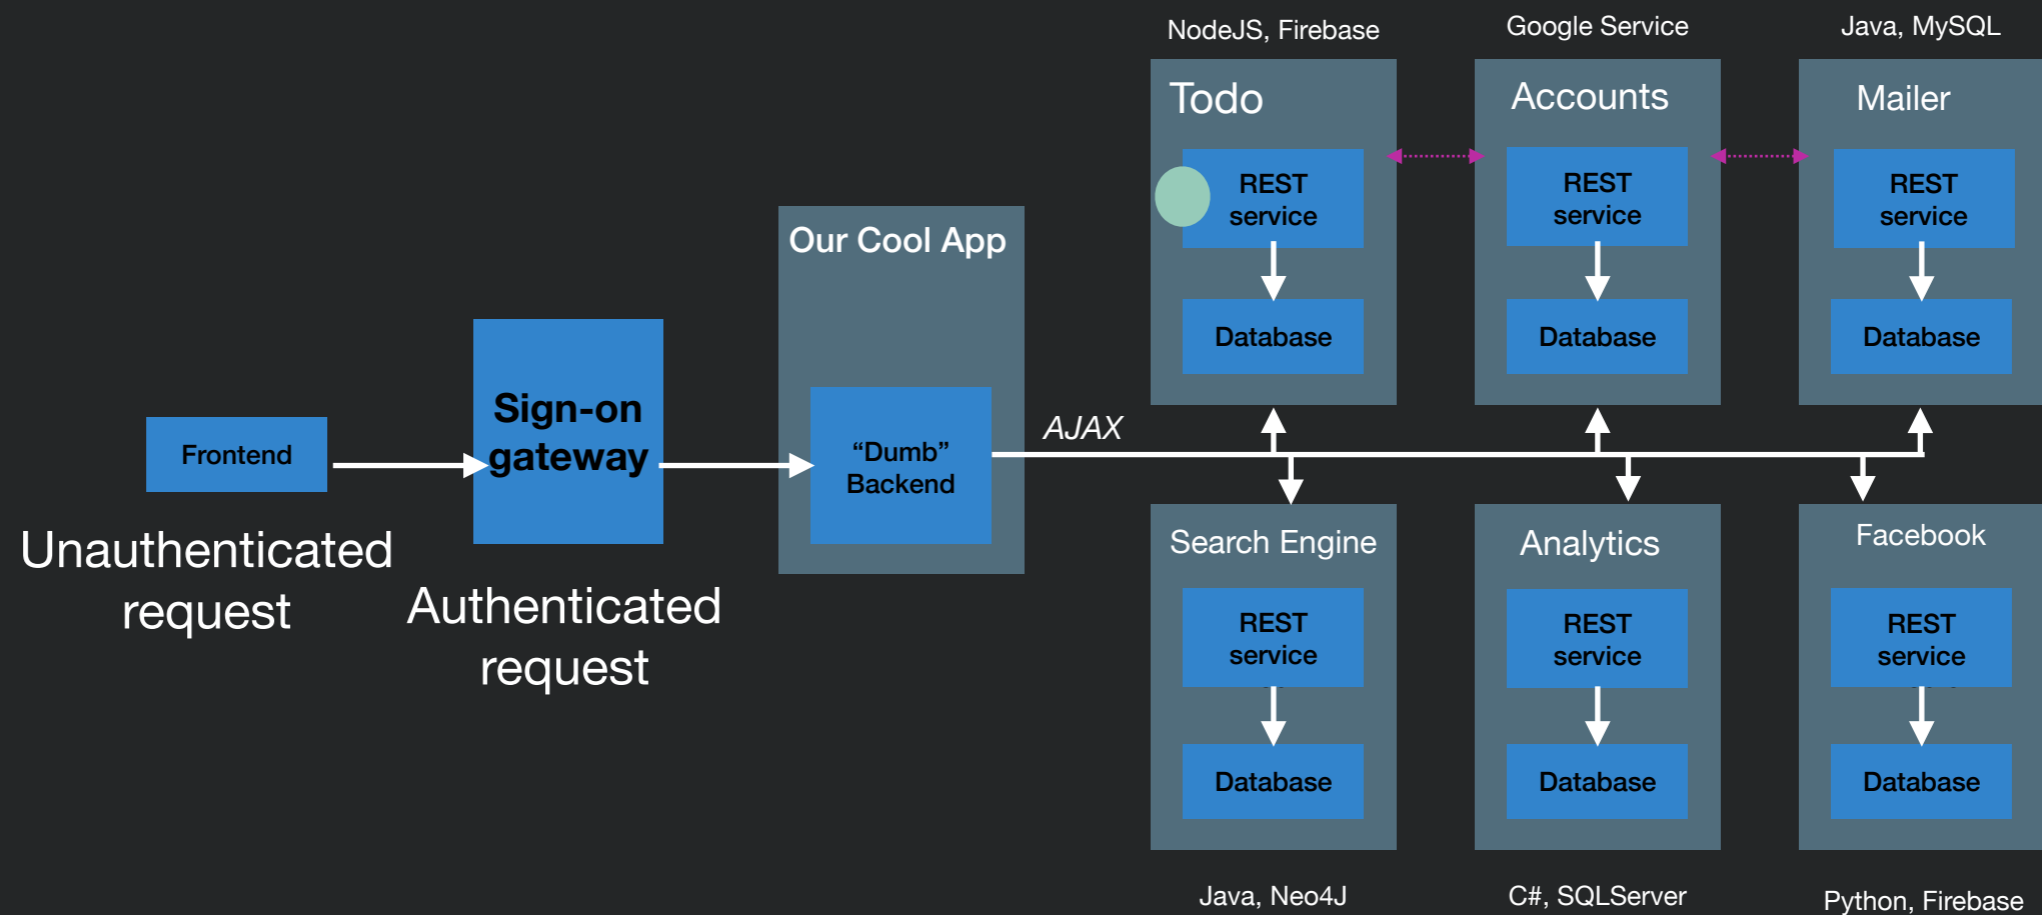 NodeJS, Firebase
Google Service
Java, MySQL
Todo
Accounts
Mailer
REST
service
REST
service
REST
service
Database
Database
Database
Our Cool App
Sign-on
gateway
Frontend
“Dumb”
Backend
AJAX
Unauthenticated
request
Authenticated
request
Search Engine
Analytics
Facebook
REST
service
REST
service
REST
service
Database
Database
Database
Java, Neo4J
C#, SQLServer
Python, Firebase